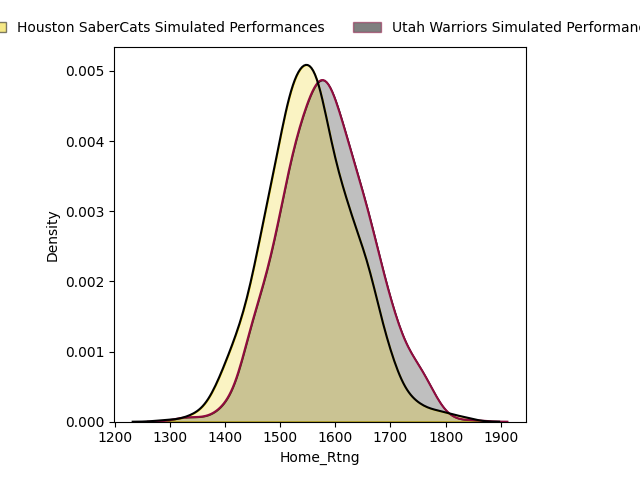 Houston SaberCats Simulated Performances
Utah Warriors Simulated
0.005
0.004
0.003
0.002
0.001
0.000
Density
1200 1300 1400 1500 1600 1700 1800 1900
Home_Rtng